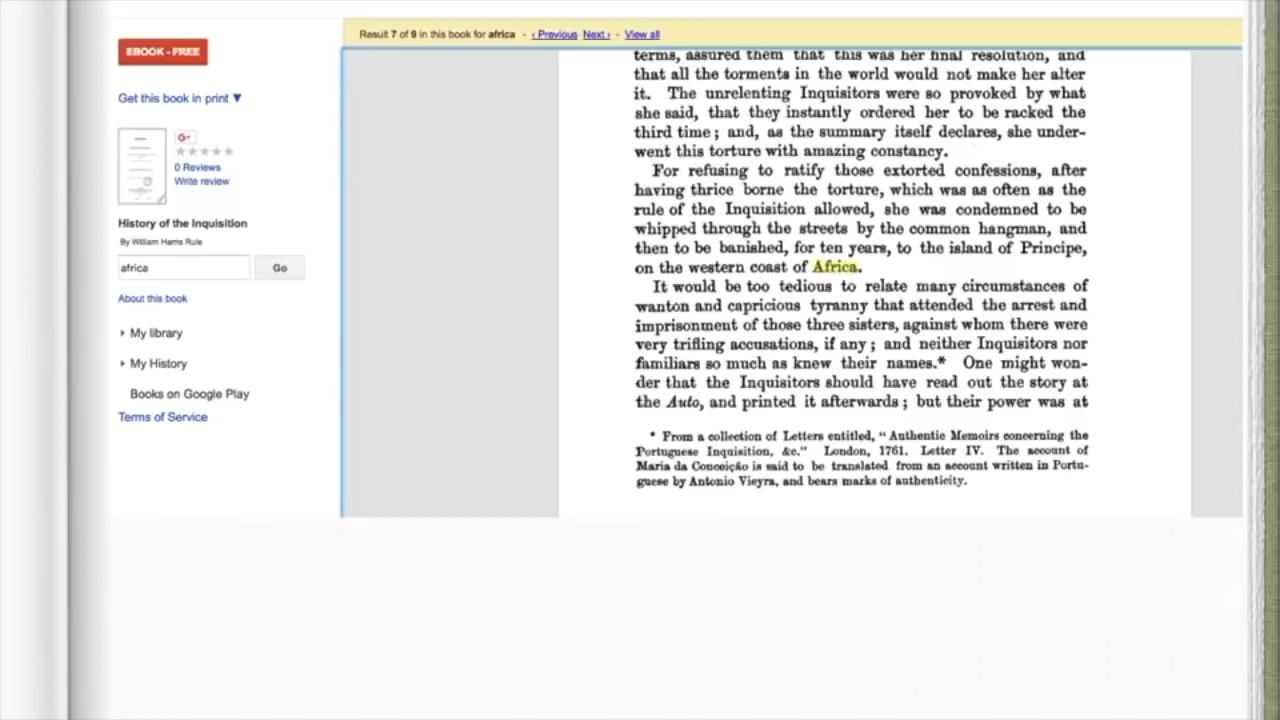 Result 7 of 9 in this book for africa - ‹ Previous Next › - View all
EBOOK - FREE
Get this book in print ▼
G+
0 Reviews
Write review
History of the Inquisition
By William Harris Rule
africa
Go
About this book
My library
My History
Books on Google Play
Terms of Service
terms, assured them that this was her final resolution, and
that all the torments in the world would not make her alter
it. The unrelenting Inquisitors were so provoked by what
she said, that they instantly ordered her to be racked the
third time; and, as the summary itself declares, she under-
went this torture with amazing constancy.
For refusing to ratify those extorted confessions, after
having thrice borne the torture, which was as often as the
rule of the Inquisition allowed, she was condemned to be
whipped through the streets by the common hangman, and
then to be banished, for ten years, to the island of Principe,
on the western coast of Africa.
It would be too tedious to relate many circumstances of
wanton and capricious tyranny that attended the arrest and
imprisonment of those three sisters, against whom there were
very trifling accusations, if any; and neither Inquisitors nor
familiars so much as knew their names.* One might won-
der that the Inquisitors should have read out the story at
the Auto, and printed it afterwards; but their power was at
* From a collection of Letters entitled, "Authentic Memoirs concerning the
Portuguese Inquisition, &c." London, 1761. Letter IV. The account of
Maria da Conceição is said to be translated from an account written in Portu-
guese by Antonio Vieyra, and bears marks of authenticity.